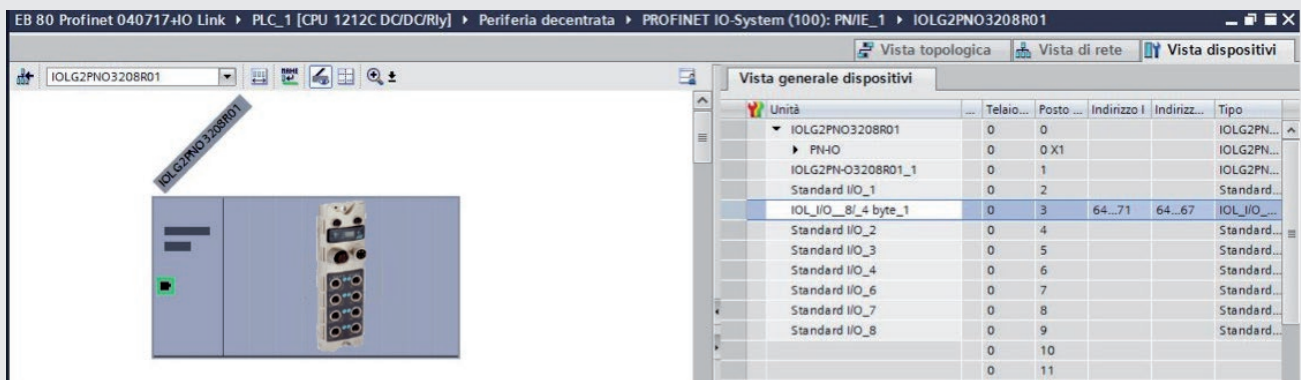 EB 80 Profinet 040717+IO Link ▸ PLC_1 [CPU 1212C DC/DC/Rly] ▸ Periferia decentrata ▸ PROFINET IO-System (100): PN/IE_1 ▸ IOLG2PNO3208R01
Vista topologica Vista di rete Vista dispositivi
IOLG2PNO3208R01
Vista generale dispositivi
IOLG2PNO3208R01
Unità ... Telaio... Posto ... Indirizzo I Indirizz... Tipo
IOLG2PNO3208R01 0 0 IOLG2PN...
PN-IO 0 0 X1 IOLG2PN...
IOLG2PN-O3208R01_1 0 1 IOLG2PN...
Standard I/O_1 0 2 Standard...
IOL_I/O__8/_4 byte_1 0 3 64...71 64...67 IOL_I/O_...
Standard I/O_2 0 4 Standard...
Standard I/O_3 0 5 Standard...
Standard I/O_4 0 6 Standard...
Standard I/O_6 0 7 Standard...
Standard I/O_7 0 8 Standard...
Standard I/O_8 0 9 Standard...
0 10
0 11